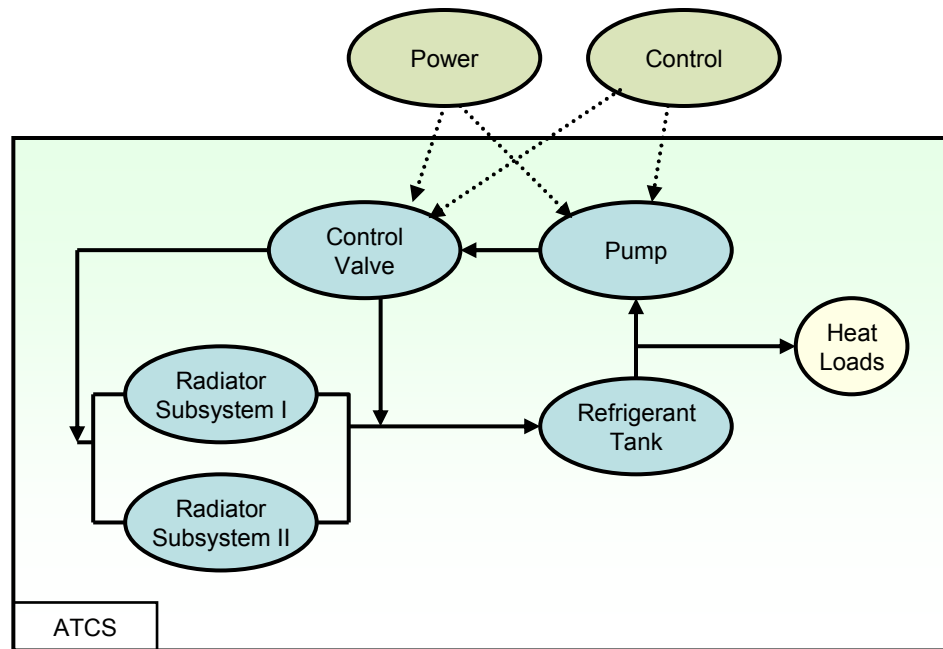 Power
Control
Control
Valve
Pump
Heat
Loads
Radiator
Subsystem I
Refrigerant
Tank
Radiator
Subsystem II
ATCS